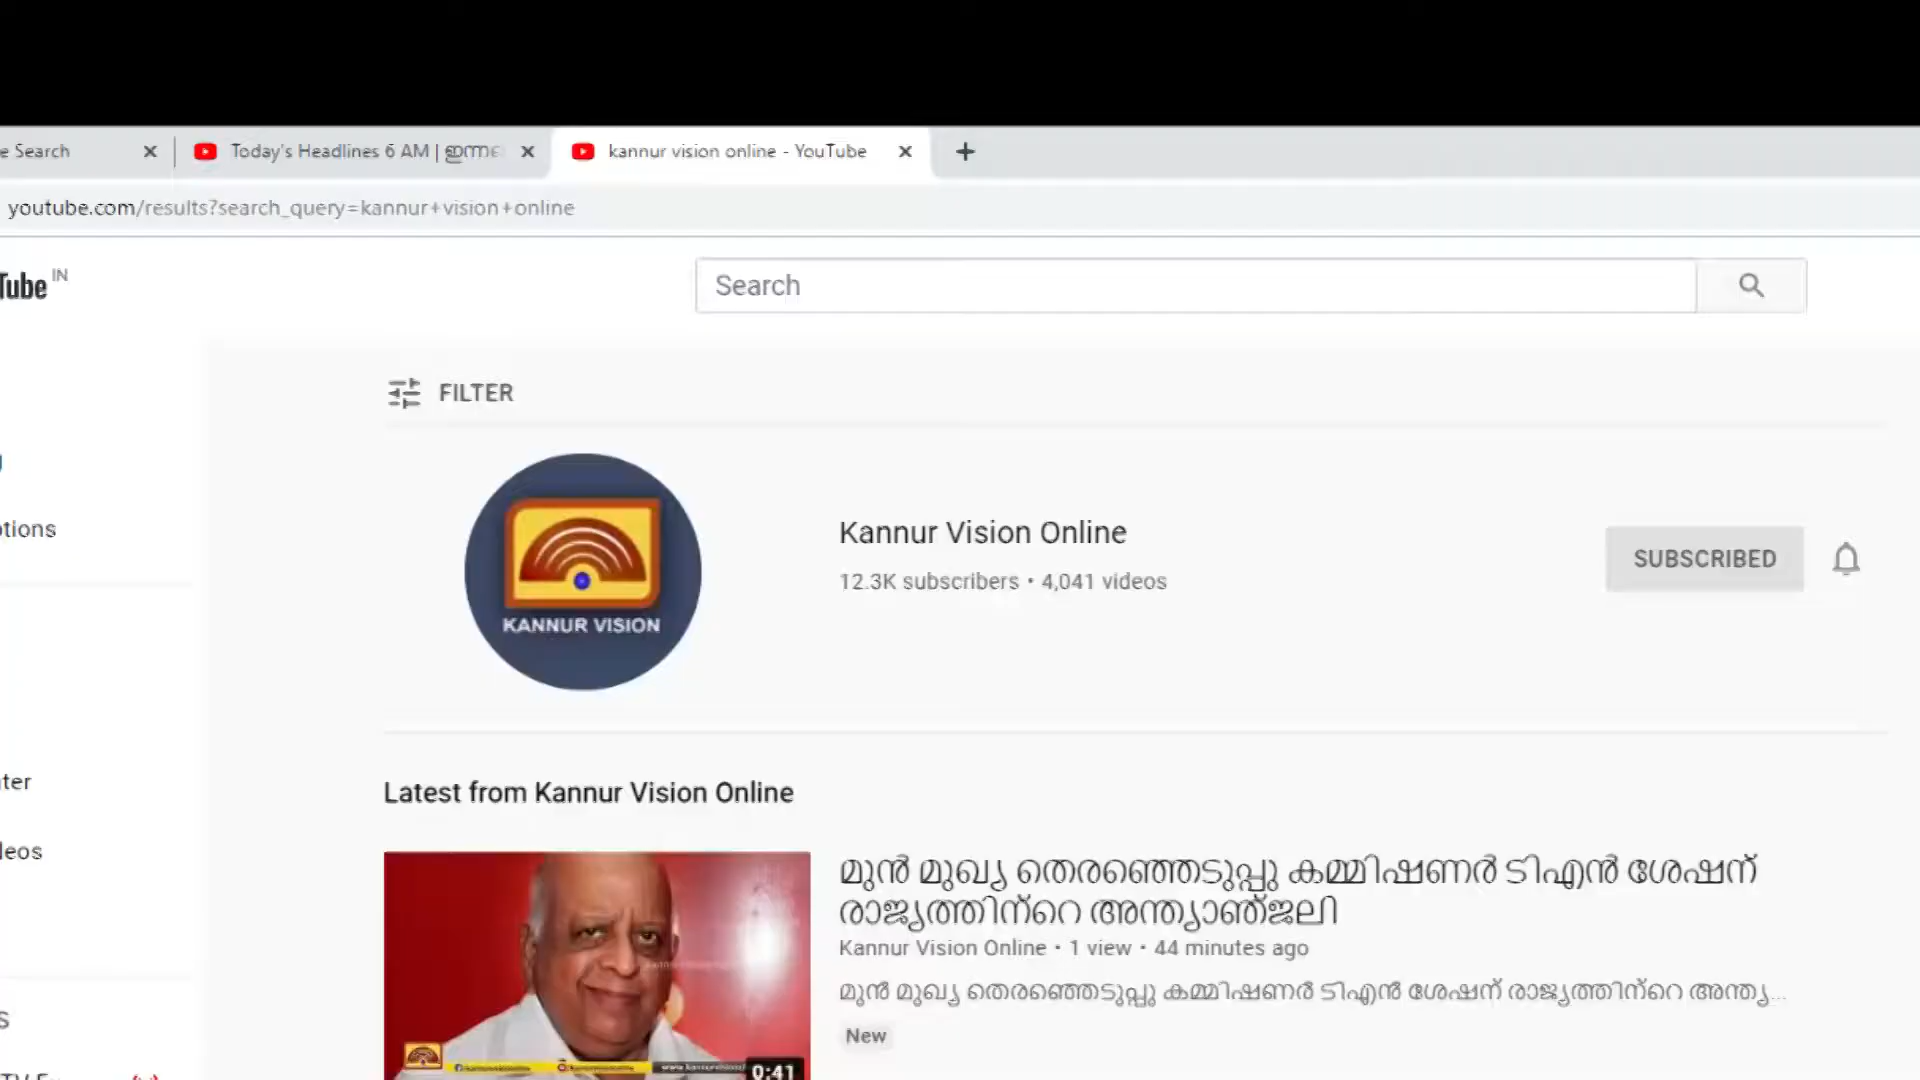 e Search
Today's Headlines 6 AM |
kannur vision online - YouTube
youtube.com/results?search_query=kannur+vision+online
Tube IN
Search
FILTER
KANNUR VISION
Kannur Vision Online
12.3K subscribers • 4,041 videos
SUBSCRIBED
otions
ter
leos
Latest from Kannur Vision Online
മുൻ മുഖ്യ തെരഞ്ഞെടുപ്പു കമ്മിഷണർ ടിഎൻ ശേഷന്
രാജ്യത്തിന്റെ അന്ത്യാഞ്ജലി
Kannur Vision Online • 1 view • 44 minutes ago
മുൻ മുഖ്യ തെരഞ്ഞെടുപ്പു കമ്മിഷണർ ടിഎൻ ശേഷന് രാജ്യത്തിന്റെ അന്ത്യ...
New
S
0:41